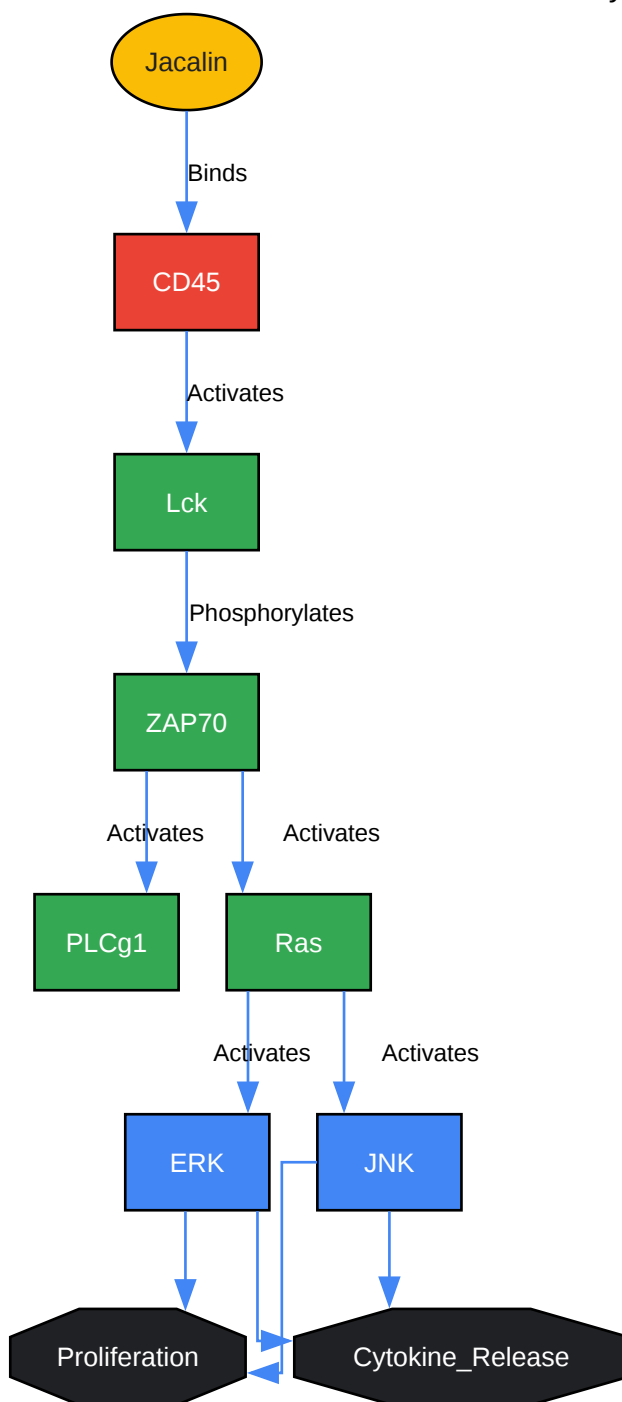 Jacalin
Binds
CD45
Activates
Lck
Phosphorylates
ZAP70
Activates Activates
PLCg1 Ras
Activates Activates
ERK JNK
Proliferation Cytokine_Release